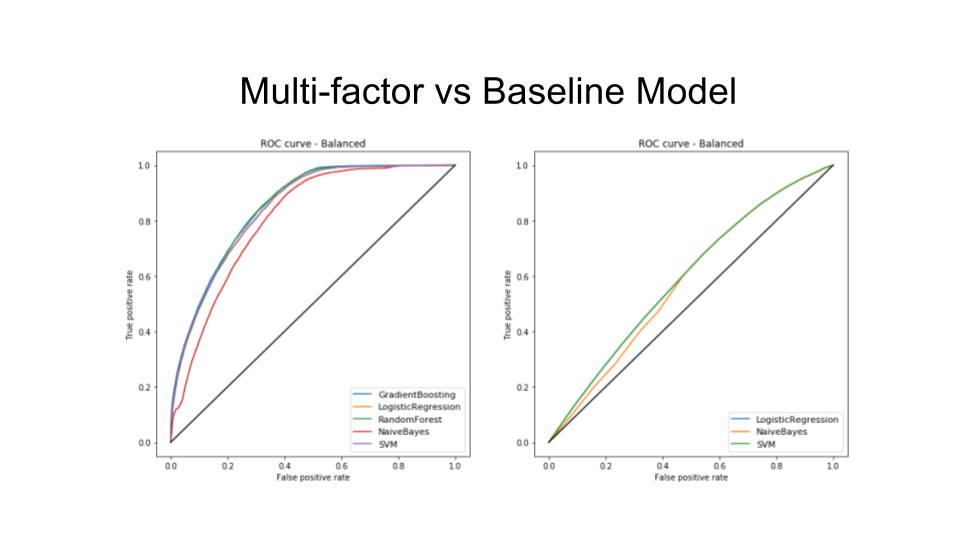 Multi-factor vs Baseline Model
ROC curve - Balanced
True positive rate
1.0
0.8
0.6
0.4
0.2
0.0
GradientBoosting
LogisticRegression
RandomForest
NaiveBayes
SVM
0.0 0.2 0.4 0.6 0.8 1.0
False positive rate
ROC curve - Balanced
True positive rate
1.0
0.8
0.6
0.4
0.2
0.0
LogisticRegression
NaiveBayes
SVM
0.0 0.2 0.4 0.6 0.8 1.0
False positive rate